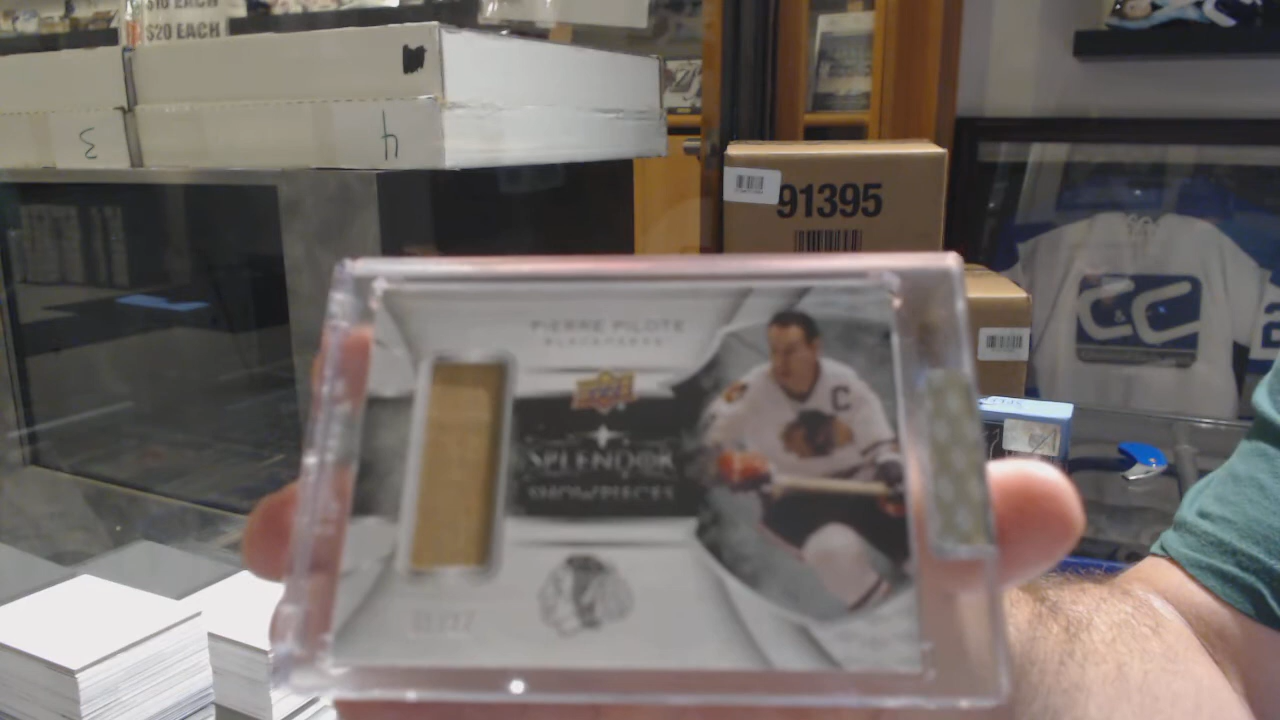 $10 EACH
$20 EACH
3
4
91395
CC
PIERRE PILOTE
BLACKHAWKS
SPLENDOR
SHOWPIECES
C